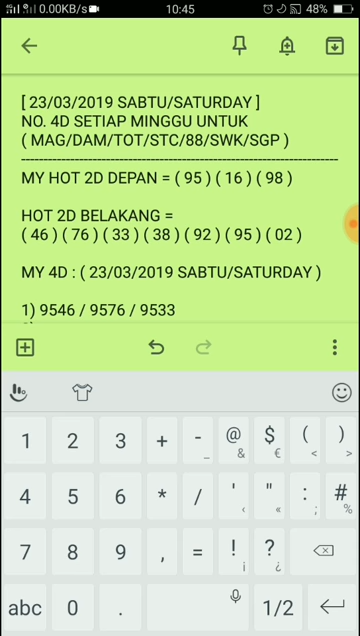 0.00KB/s 10:45 48%
[ 23/03/2019 SABTU/SATURDAY ]
NO. 4D SETIAP MINGGU UNTUK
( MAG/DAM/TOT/STC/88/SWK/SGP )
--------------------------------------------------------------
MY HOT 2D DEPAN = ( 95 ) ( 16 ) ( 98 )
HOT 2D BELAKANG =
( 46 ) ( 76 ) ( 33 ) ( 38 ) ( 92 ) ( 95 ) ( 02 )
MY 4D : ( 23/03/2019 SABTU/SATURDAY )
1) 9546 / 9576 / 9533
1 2 3 + - _ @ & $ € ( < ) >
4 5 6 * / ' ‹ " « : ; # %
7 8 9 , = ! ¡ ? ¿
abc 0 . 1/2